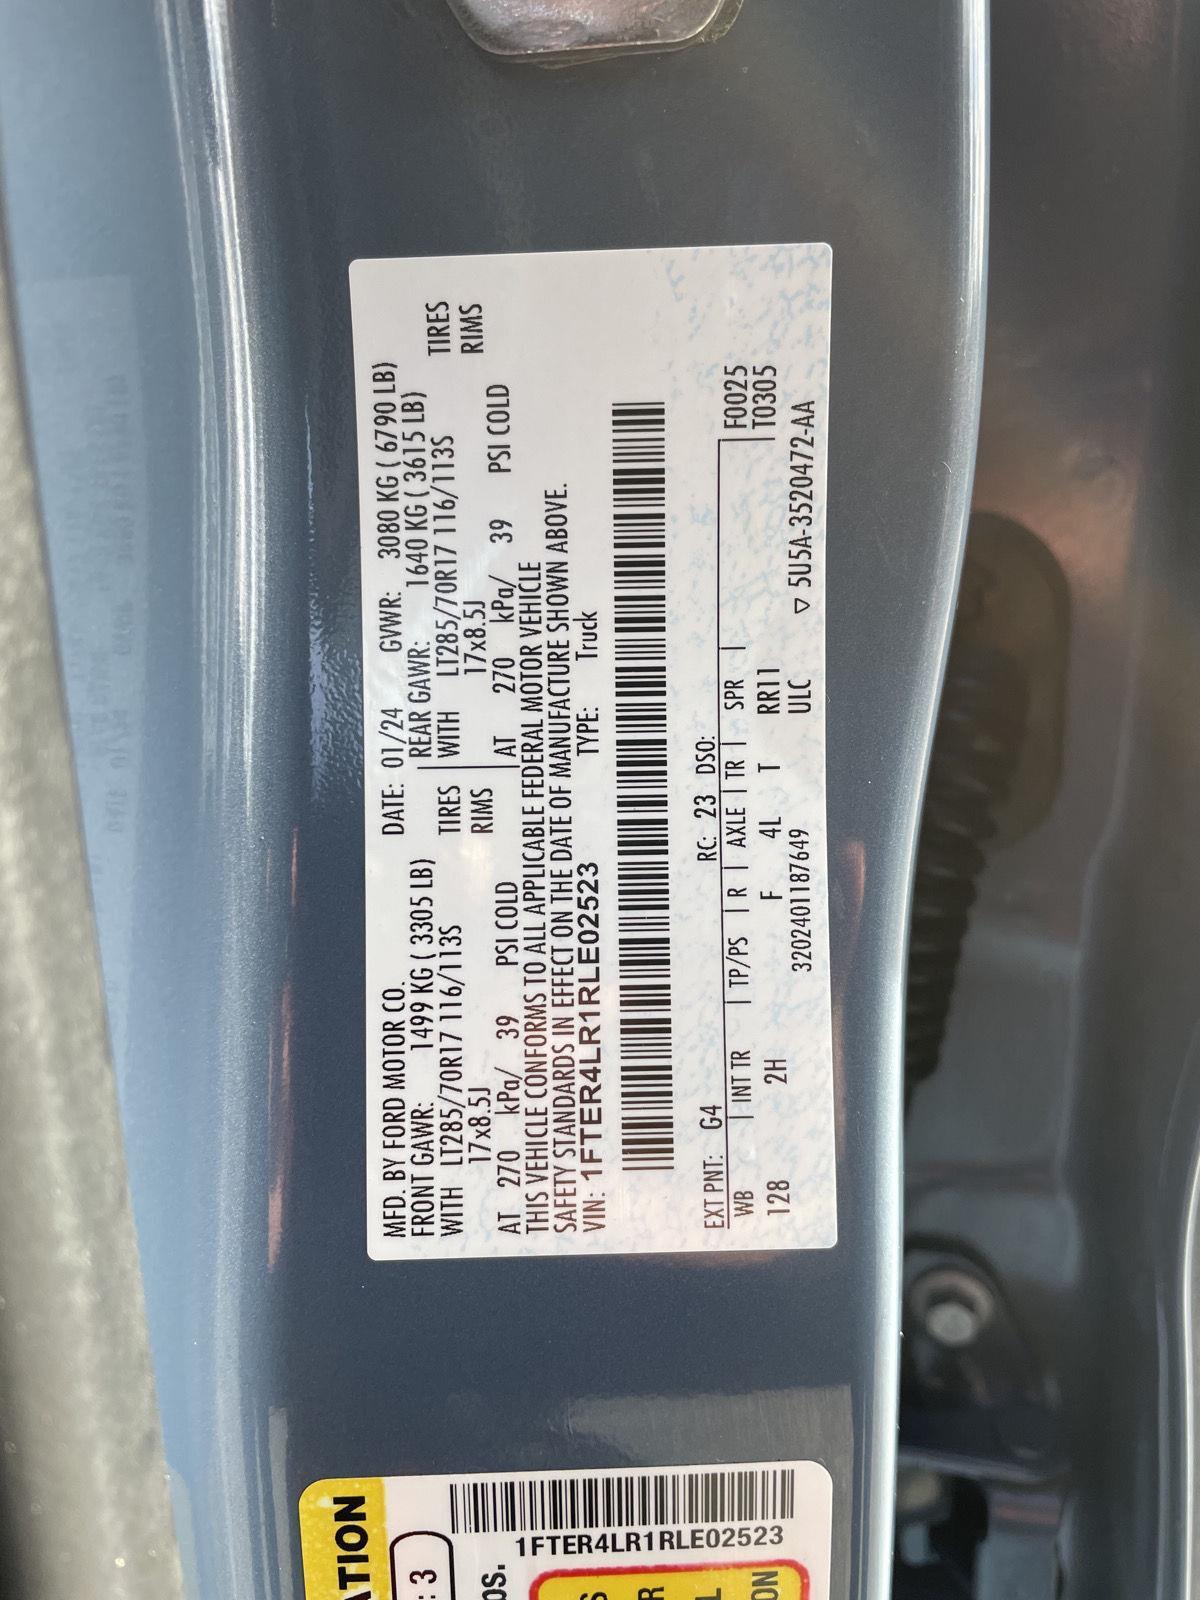 MFD. BY FORD MOTOR CO. DATE: 01/24 GVWR: 3080 KG ( 6790 LB)
FRONT GAWR: 1499 KG ( 3305 LB) REAR GAWR: 1640 KG ( 3615 LB)
WITH LT285/70R17 116/113S TIRES WITH LT285/70R17 116/113S TIRES
17x8.5J RIMS 17x8.5J RIMS
AT 270 kPa/ 39 PSI COLD AT 270 kPa/ 39 PSI COLD
THIS VEHICLE CONFORMS TO ALL APPLICABLE FEDERAL MOTOR VEHICLE
SAFETY STANDARDS IN EFFECT ON THE DATE OF MANUFACTURE SHOWN ABOVE.
VIN: 1FTER4LR1RLE02523 TYPE: Truck
EXT PNT: G4 RC: 23 DSO:
WB | INT TR | TP/PS | R | AXLE | TR | SPR | F0025
128 2H F 4L T RR11 T0305
3202401187649 ULC ▽ 5U5A-3520472-AA
ATION
: 3
OS.
1FTER4LR1RLE02523
S
R
L
ON